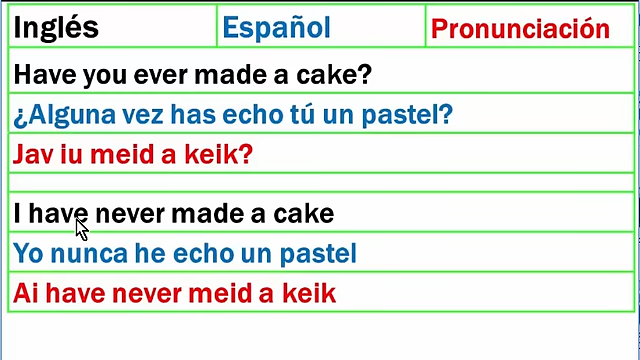 Inglés Español Pronunciación
Have you ever made a cake?
¿Alguna vez has echo tú un pastel?
Jav iu meid a keik?
I have never made a cake
Yo nunca he echo un pastel
Ai have never meid a keik